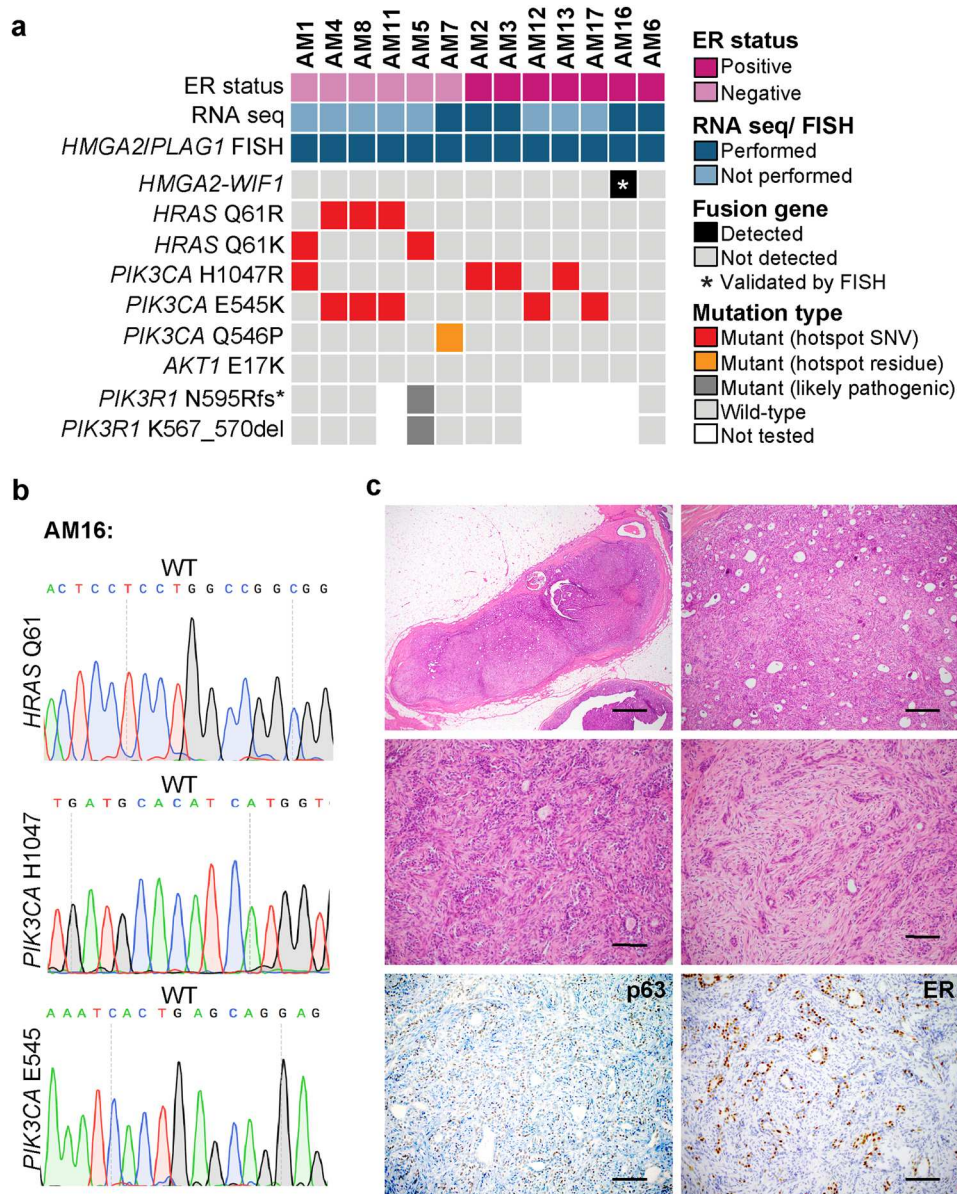 a
AM1 AM4 AM8 AM11 AM5 AM7 AM2 AM3 AM12 AM13 AM17 AM16 AM6
ER status
RNA seq
HMGA2/PLAG1 FISH
HMGA2-WIF1
*
HRAS Q61R
HRAS Q61K
PIK3CA H1047R
PIK3CA E545K
PIK3CA Q546P
AKT1 E17K
PIK3R1 N595Rfs*
PIK3R1 K567_570del
ER status
Positive
Negative
RNA seq/ FISH
Performed
Not performed
Fusion gene
Detected
Not detected
* Validated by FISH
Mutation type
Mutant (hotspot SNV)
Mutant (hotspot residue)
Mutant (likely pathogenic)
Wild-type
Not tested
b
AM16:
WT
A C T C C T C C T G G C C G G C G G
HRAS Q61
WT
T G A T G C A C A T C A T G G T
PIK3CA H1047
WT
A A A T C A C T G A G C A G G A G
PIK3CA E545
c
p63
ER